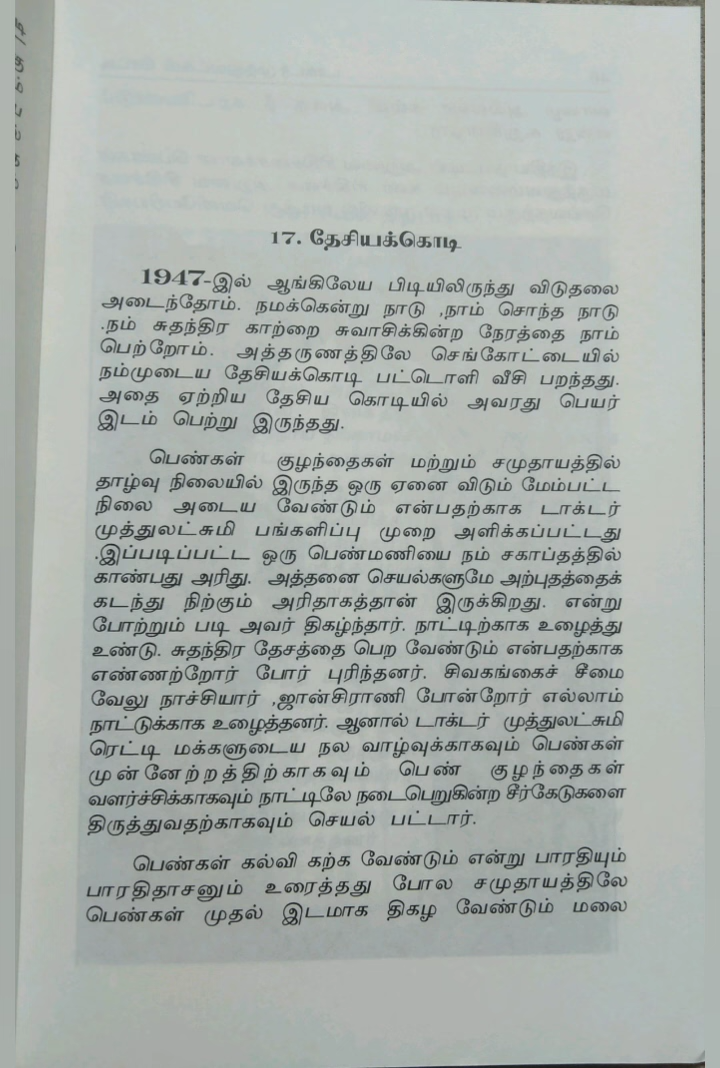 17. தேசியக்கொடி
1947-இல் ஆங்கிலேய பிடியிலிருந்து விடுதலை
அடைந்தோம். நமக்கென்று நாடு ,நாம் சொந்த நாடு
.நம் சுதந்திர காற்றை சுவாசிக்கின்ற நேரத்தை நாம்
பெற்றோம். அத்தருணத்திலே செங்கோட்டையில்
நம்முடைய தேசியக்கொடி பட்டொளி வீசி பறந்தது.
அதை ஏற்றிய தேசிய கொடியில் அவரது பெயர்
இடம் பெற்று இருந்தது.
பெண்கள் குழந்தைகள் மற்றும் சமுதாயத்தில்
தாழ்வு நிலையில் இருந்த ஒரு ஏனை விடும் மேம்பட்ட
நிலை அடைய வேண்டும் என்பதற்காக டாக்டர்
முத்துலட்சுமி பங்களிப்பு முறை அளிக்கப்பட்டது
.இப்படிப்பட்ட ஒரு பெண்மணியை நம் சகாப்தத்தில்
காண்பது அரிது. அத்தனை செயல்களுமே அற்புதத்தைக்
கடந்து நிற்கும் அரிதாகத்தான் இருக்கிறது. என்று
போற்றும் படி அவர் திகழ்ந்தார். நாட்டிற்காக உழைத்து
உண்டு. சுதந்திர தேசத்தை பெற வேண்டும் என்பதற்காக
எண்ணற்றோர் போர் புரிந்தனர். சிவகங்கைச் சீமை
வேலு நாச்சியார் ,ஜான்சிராணி போன்றோர் எல்லாம்
நாட்டுக்காக உழைத்தனர். ஆனால் டாக்டர் முத்துலட்சுமி
ரெட்டி மக்களுடைய நல வாழ்வுக்காகவும் பெண்கள்
முன்னேற்றத்திற்காகவும் பெண் குழந்தைகள்
வளர்ச்சிக்காகவும் நாட்டிலே நடைபெறுகின்ற சீர்கேடுகளை
திருத்துவதற்காகவும் செயல் பட்டார்.
பெண்கள் கல்வி கற்க வேண்டும் என்று பாரதியும்
பாரதிதாசனும் உரைத்தது போல சமுதாயத்திலே
பெண்கள் முதல் இடமாக திகழ வேண்டும் மலை